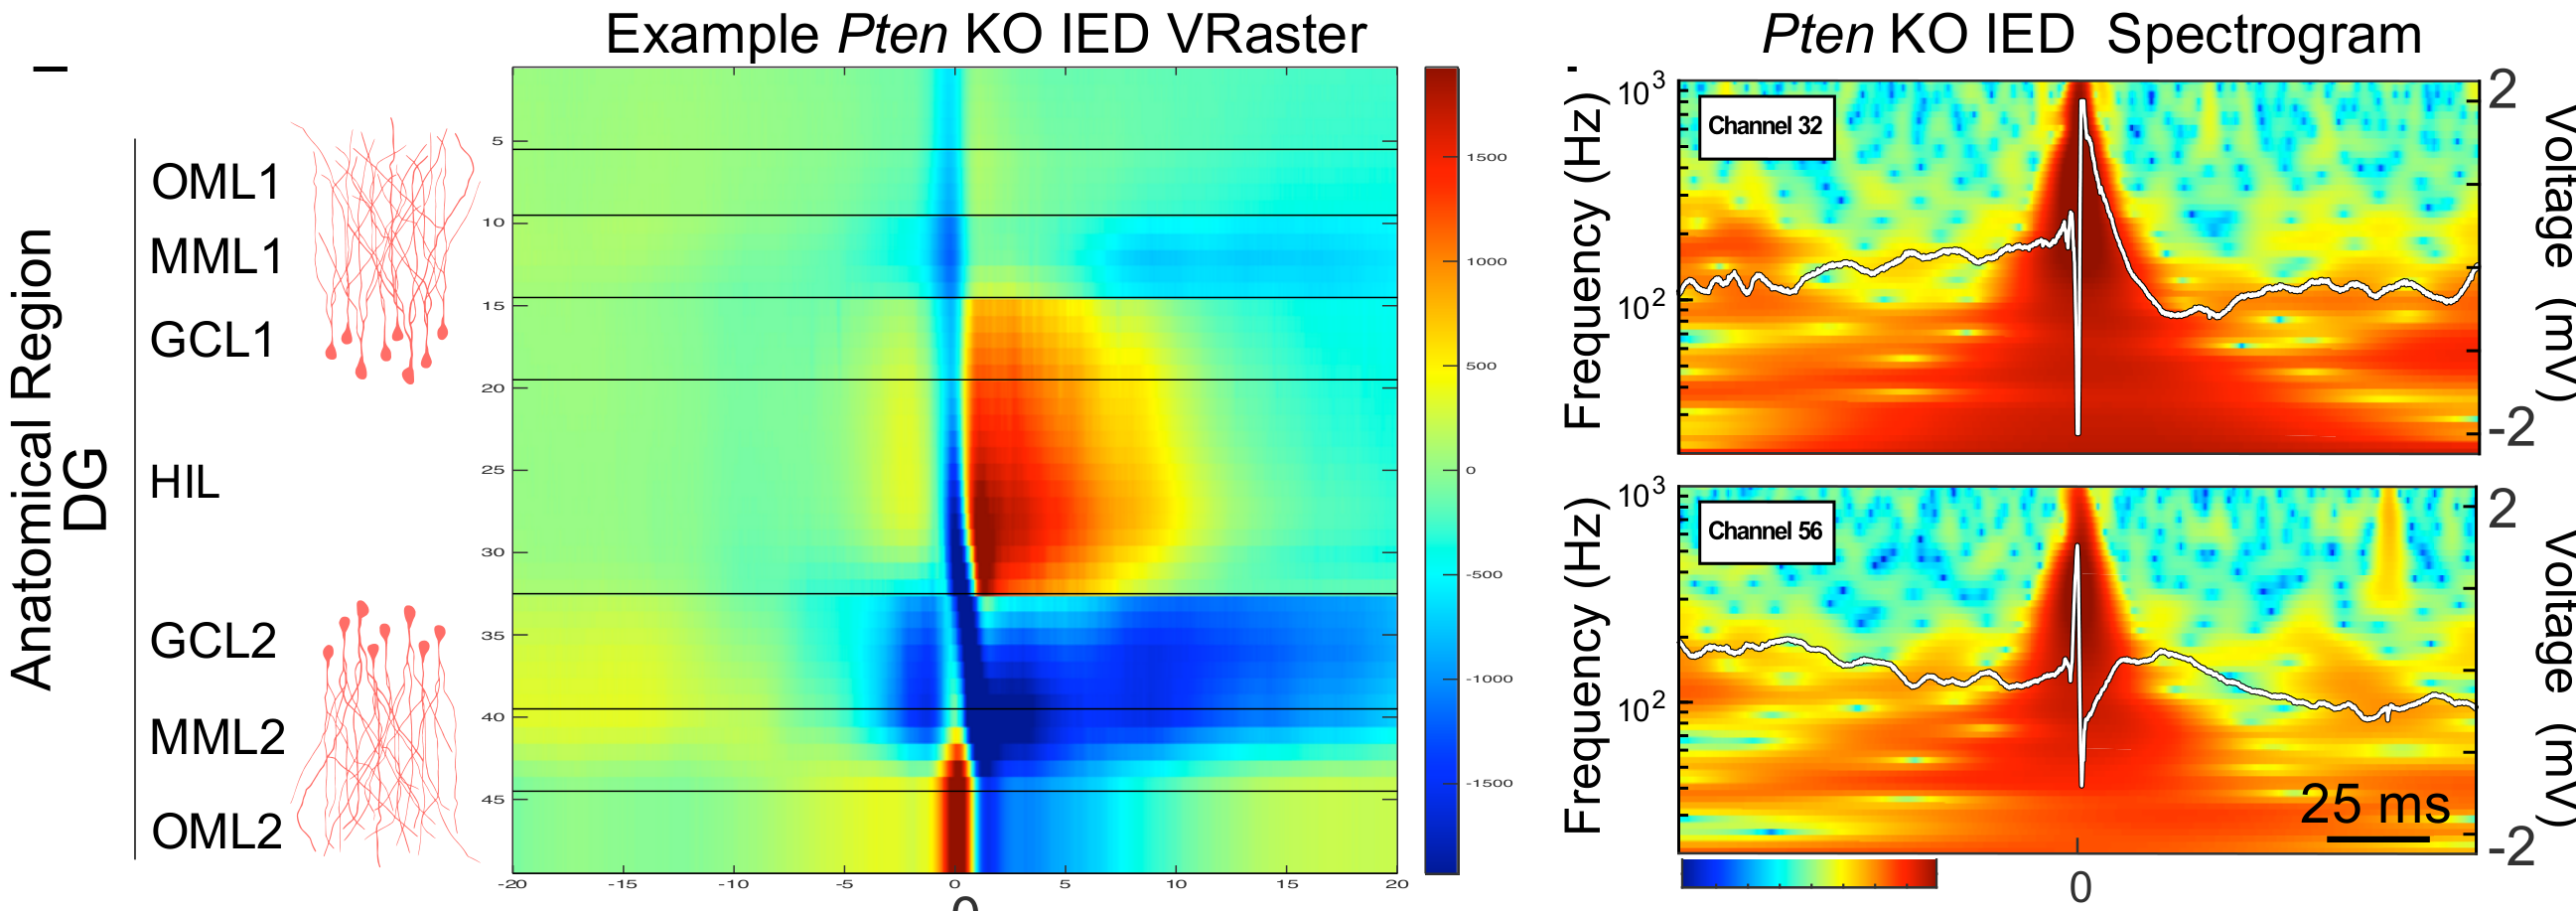 Example Pten KO IED VRaster
Pten KO IED Spectrogram
I
Anatomical Region
DG
OML1
MML1
GCL1
HIL
GCL2
MML2
OML2
5
10
15
20
25
30
35
40
45
-20
-15
-10
-5
0
5
10
15
20
0
1500
1000
500
0
-500
-1000
-1500
Frequency (Hz)
10³
10²
Channel 32
2
-2
Voltage (mV)
Frequency (Hz)
10³
10²
Channel 56
2
-2
Voltage (mV)
25 ms
0